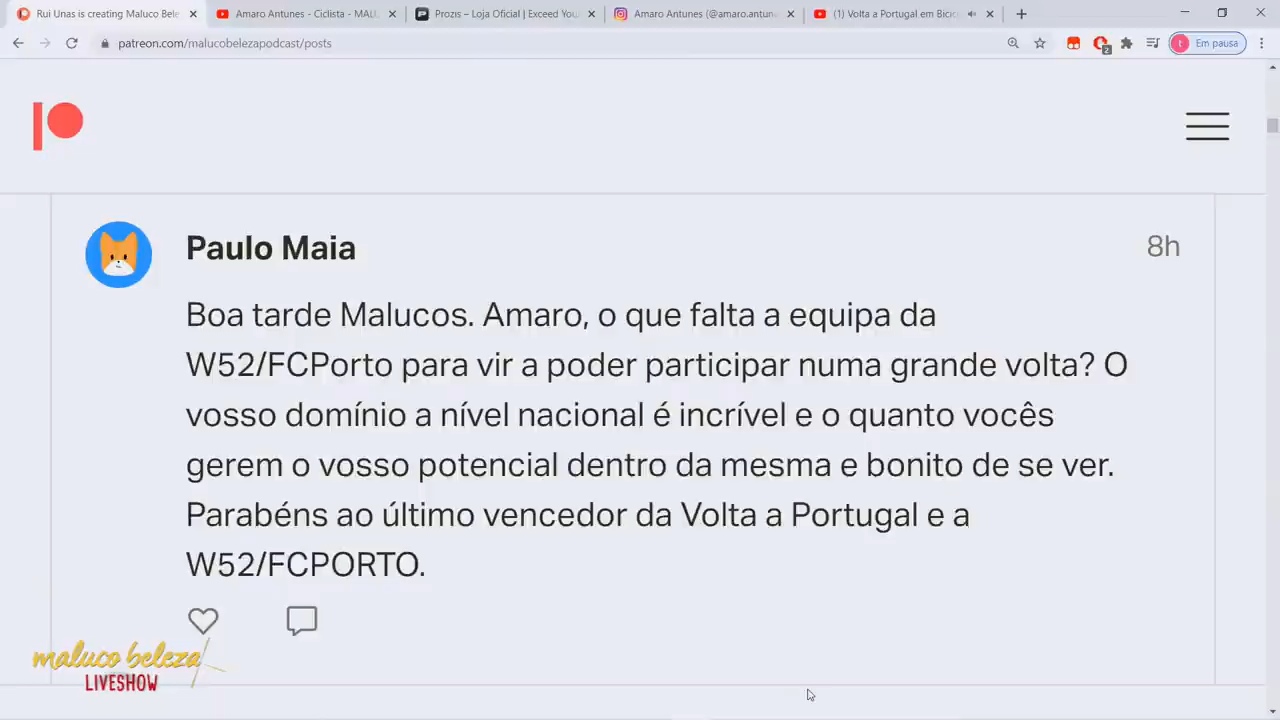 Rui Unas is creating Maluco Bele
Amaro Antunes - Ciclista - MAL
Prozis – Loja Oficial | Exceed You
Amaro Antunes (@amaro.antun
(1) Volta a Portugal em Bicic
patreon.com/malucobelezapodcast/posts
2
t
Em pausa
Paulo Maia
8h
Boa tarde Malucos. Amaro, o que falta a equipa da
W52/FCPorto para vir a poder participar numa grande volta? O
vosso domínio a nível nacional é incrível e o quanto vocês
gerem o vosso potencial dentro da mesma e bonito de se ver.
Parabéns ao último vencedor da Volta a Portugal e a
W52/FCPORTO.
maluco beleza
LIVESHOW